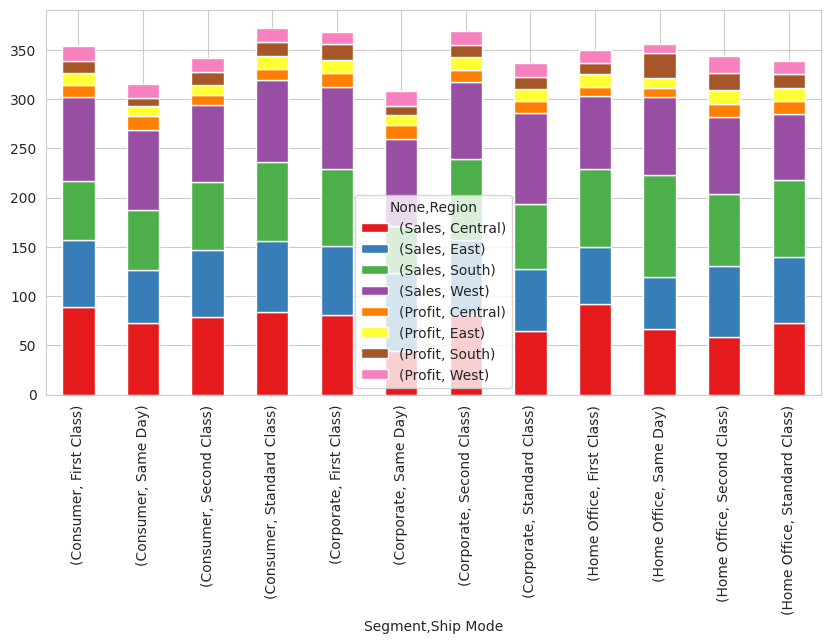 350
300
250
200
150
100
50
0
None,Region
(Sales, Central)
(Sales, East)
(Sales, South)
(Sales, West)
(Profit, Central)
(Profit, East)
(Profit, South)
(Profit, West)
(Consumer, First Class)
(Consumer, Same Day)
(Consumer, Second Class)
(Consumer, Standard Class)
(Corporate, First Class)
(Corporate, Same Day)
(Corporate, Second Class)
(Corporate, Standard Class)
(Home Office, First Class)
(Home Office, Same Day)
(Home Office, Second Class)
(Home Office, Standard Class)
Segment,Ship Mode